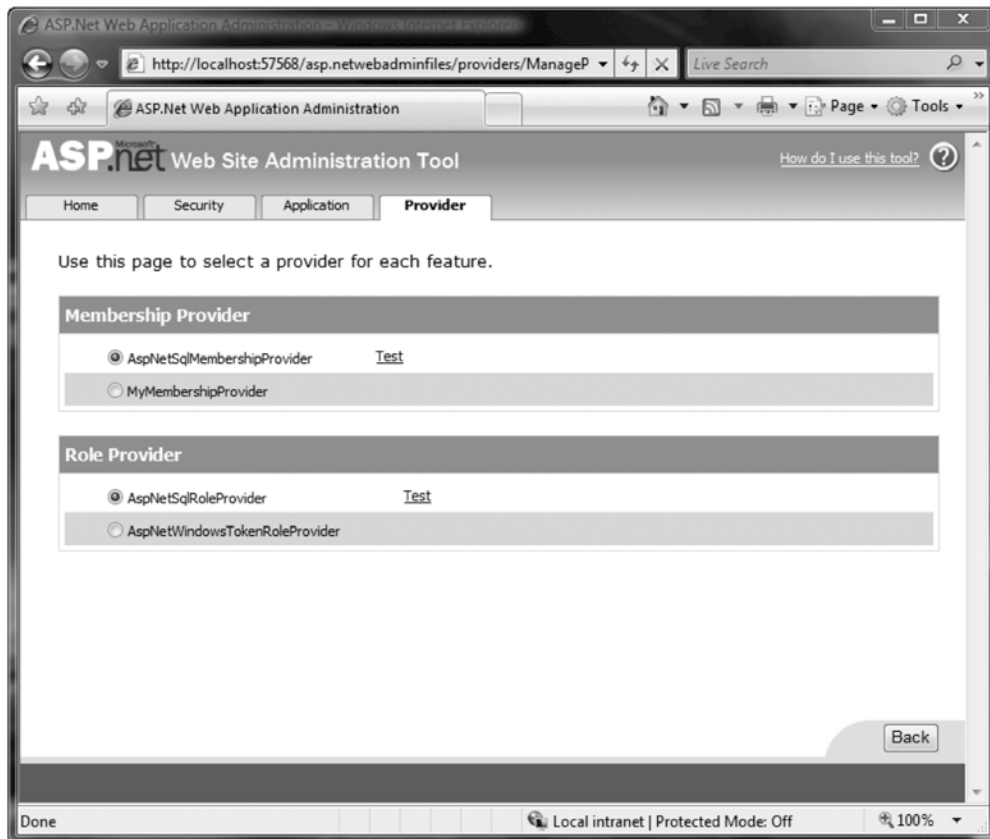 ASP.Net Web Application Administration - Windows Internet Explorer
http://localhost:57568/asp.netwebadminfiles/providers/ManageP
Live Search
ASP.Net Web Application Administration
Page
Tools
Microsoft
ASP.net Web Site Administration Tool
How do I use this tool? ?
Home
Security
Application
Provider
Use this page to select a provider for each feature.
Membership Provider
AspNetSqlMembershipProvider Test
MyMembershipProvider
Role Provider
AspNetSqlRoleProvider Test
AspNetWindowsTokenRoleProvider
Back
Done
Local intranet | Protected Mode: Off
100%